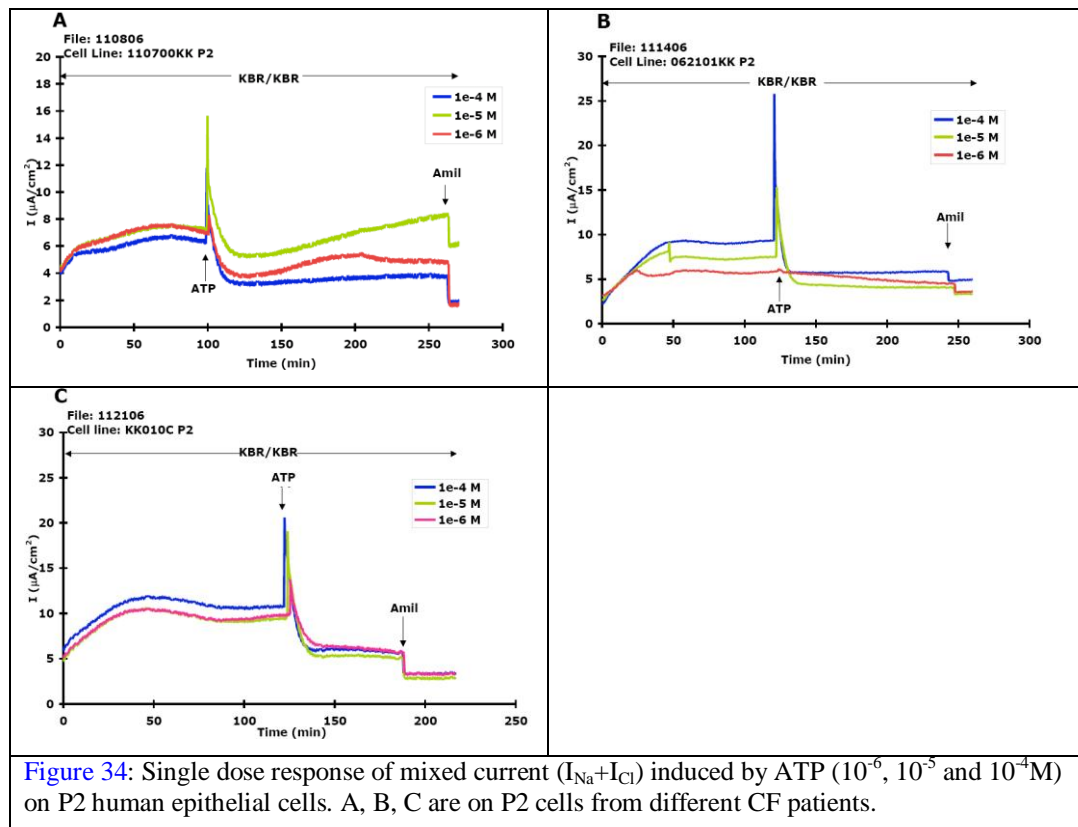 A
File: 110806
Cell Line: 110700KK P2
KBR/KBR
1e-4 M
1e-5 M
1e-6 M
Amil
ATP
I (μA/cm²)
20
18
16
14
12
10
8
6
4
2
0
0 50 100 150 200 250 300
Time (min)
B
File: 111406
Cell Line: 062101KK P2
KBR/KBR
1e-4 M
1e-5 M
1e-6 M
Amil
ATP
I (μA/cm²)
30
25
20
15
10
5
0
0 50 100 150 200 250 300
Time (min)
C
File: 112106
Cell line: KK010C P2
KBR/KBR
ATP
1e-4 M
1e-5 M
1e-6 M
Amil
I (μA/cm²)
30
25
20
15
10
5
0
0 50 100 150 200 250
Time (min)
Figure 34: Single dose response of mixed current (I_Na+I_Cl) induced by ATP (10⁻⁶, 10⁻⁵ and 10⁻⁴M)
on P2 human epithelial cells. A, B, C are on P2 cells from different CF patients.